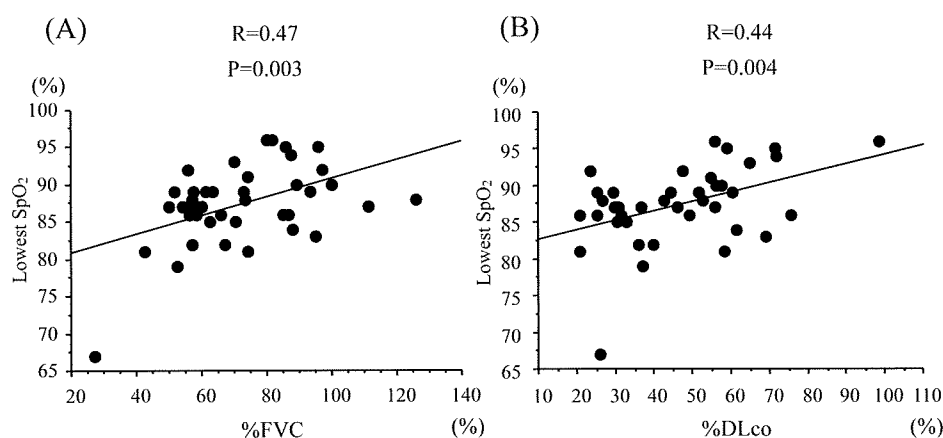 (A)
R=0.47
P=0.003
(%)
100
95
90
85
80
75
70
65
Lowest SpO₂
20 40 60 80 100 120 140
%FVC (%)
(B)
R=0.44
P=0.004
(%)
100
95
90
85
80
75
70
65
Lowest SpO₂
10 20 30 40 50 60 70 80 90 100 110
%DLco (%)